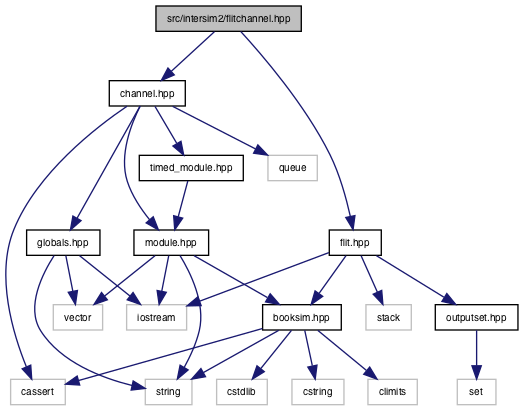 src/intersim2/flitchannel.hpp
channel.hpp
timed_module.hpp
queue
globals.hpp
module.hpp
flit.hpp
vector
iostream
booksim.hpp
stack
outputset.hpp
cassert
string
cstdlib
cstring
climits
set